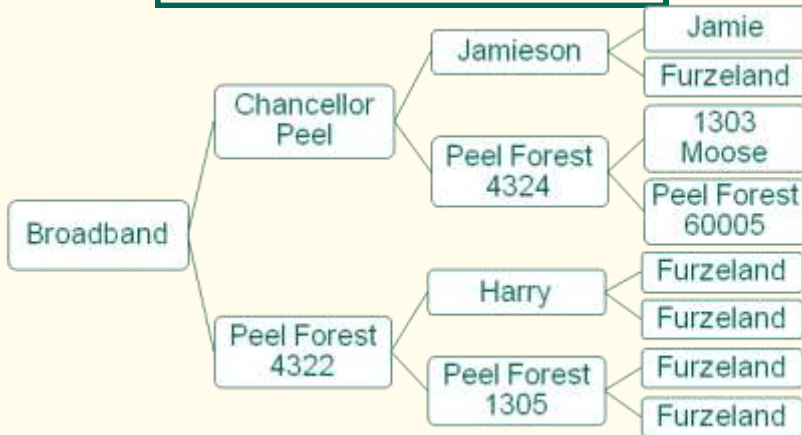 Jamie
Jamieson
Furzeland
Chancellor
Peel
1303
Moose
Peel Forest
4324
Peel Forest
60005
Broadband
Furzeland
Harry
Furzeland
Peel Forest
4322
Furzeland
Peel Forest
1305
Furzeland